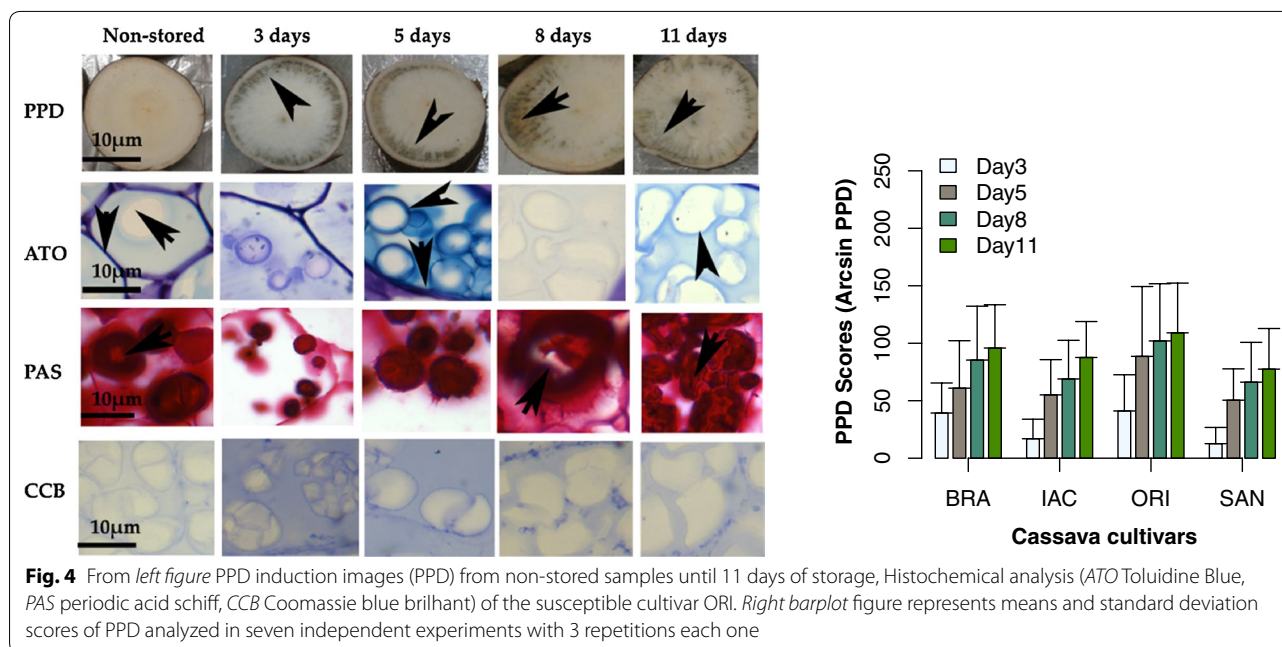 Non-stored 3 days 5 days 8 days 11 days
PPD
10μm
ATO
10μm
PAS
10μm
CCB
10μm
PPD Scores (Arcsin PPD)
250
200
150
100
50
0
Day3
Day5
Day8
Day11
BRA IAC ORI SAN
Cassava cultivars
Fig. 4 From left figure PPD induction images (PPD) from non-stored samples until 11 days of storage, Histochemical analysis (ATO Toluidine Blue,
PAS periodic acid schiff, CCB Coomassie blue brilhant) of the susceptible cultivar ORI. Right barplot figure represents means and standard deviation
scores of PPD analyzed in seven independent experiments with 3 repetitions each one